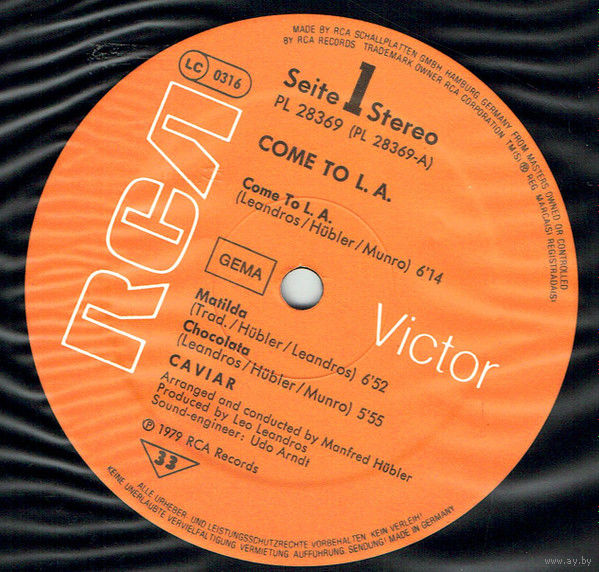 MADE BY RCA SCHALLPLATTEN GMBH, HAMBURG, GERMANY, FROM MASTERS OWNED OR CONTROLLED
BY RCA RECORDS TRADEMARK OWNER RCA CORPORATION TM(S) ® REG MARCA(S) REGISTRADA(S)
LC 0316
Seite 1 Stereo
PL 28369 (PL 28369-A)
COME TO L. A.
Come To L. A.
(Leandros/Hübler/Munro) 6'14
GEMA
RCA
Victor
Matilda
(Trad./Hübler/Leandros) 6'52
Chocolata
(Leandros/Hübler/Munro) 5'55
CAVIAR
Arranged and conducted by Manfred Hübler
Produced by Leo Leandros
Sound-engineer: Udo Arndt
℗ 1979 RCA Records
33
ALLE URHEBER- UND LEISTUNGSSCHUTZRECHTE VORBEHALTEN KEIN VERLEIH!
KEINE UNERLAUBTE VERVIELFÄLTIGUNG, VERMIETUNG, AUFFÜHRUNG, SENDUNG! MADE IN GERMANY
www.ay.by